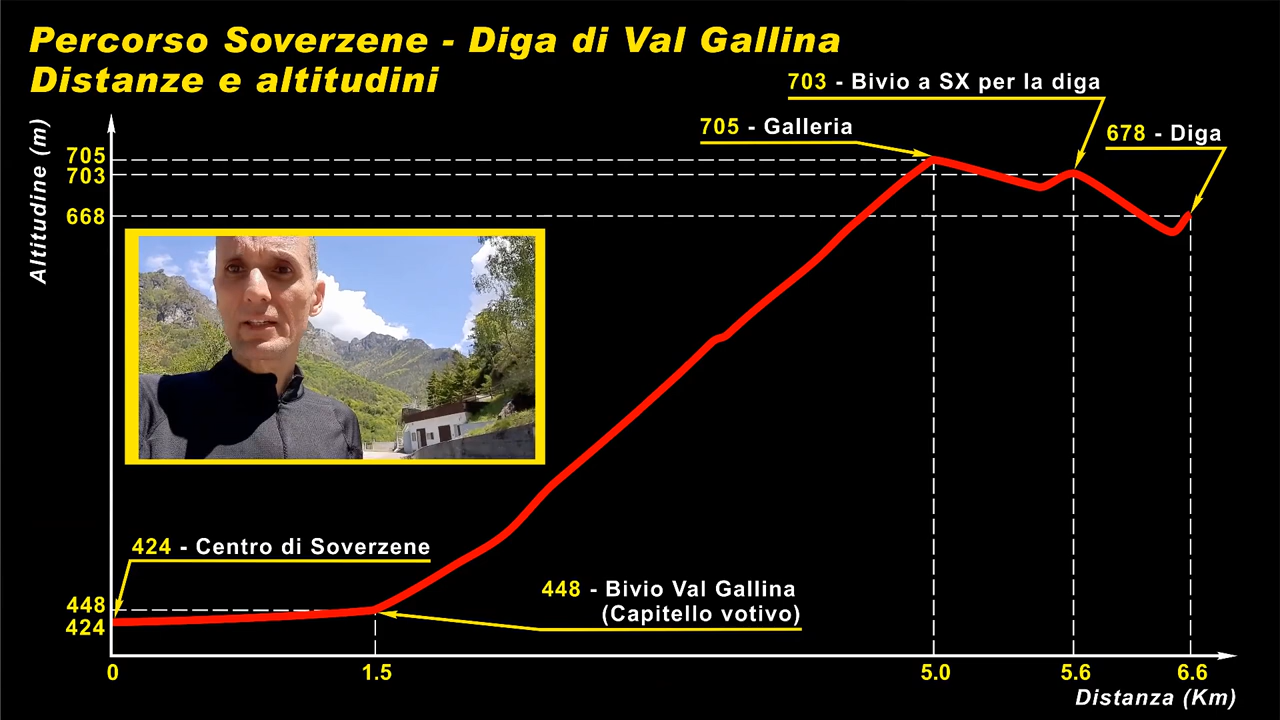 Percorso Soverzene - Diga di Val Gallina
Distanze e altitudini
703 - Bivio a SX per la diga
705 - Galleria
678 - Diga
Altitudine (m)
705
703
668
424 - Centro di Soverzene
448 - Bivio Val Gallina
(Capitello votivo)
448
424
0
1.5
5.0
5.6
6.6
Distanza (Km)